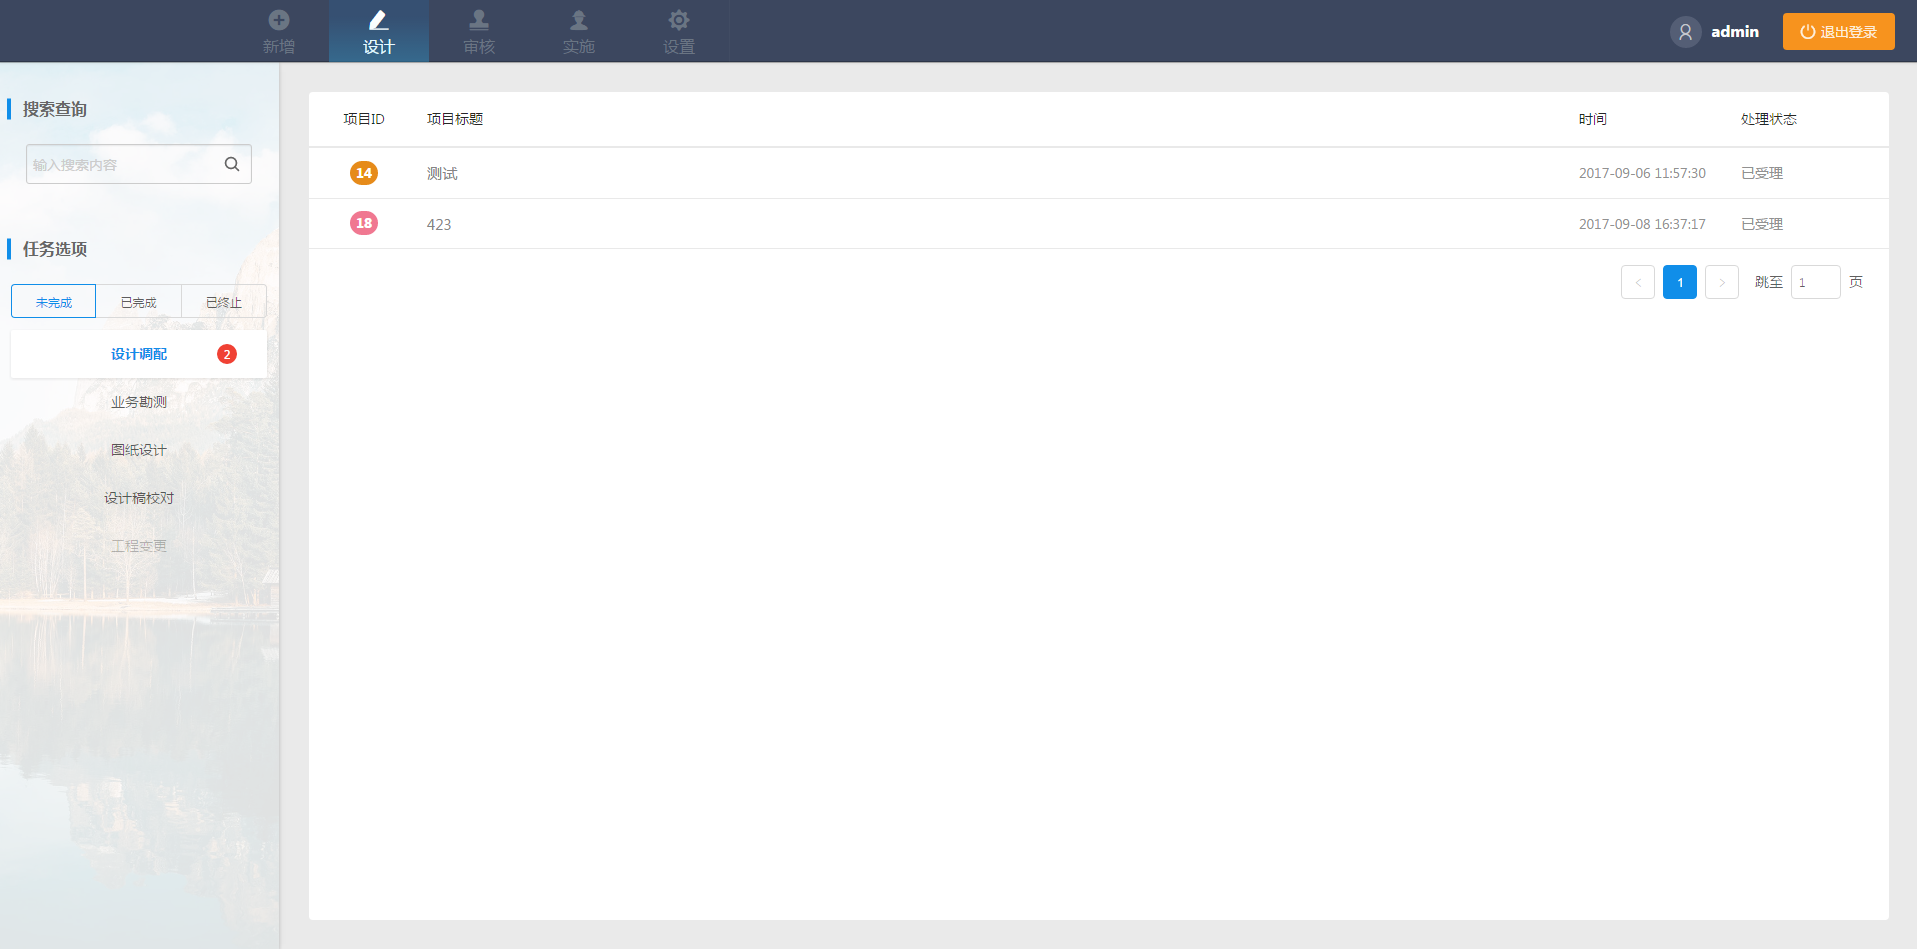 新增 设计 审核 实施 设置 admin 退出登录
搜索查询
输入搜索内容
任务选项
未完成 已完成 已终止
设计调配 2
业务勘测
图纸设计
设计稿校对
工程变更
项目ID 项目标题 时间 处理状态
14 测试 2017-09-06 11:57:30 已受理
18 423 2017-09-08 16:37:17 已受理
< 1 > 跳至 1 页